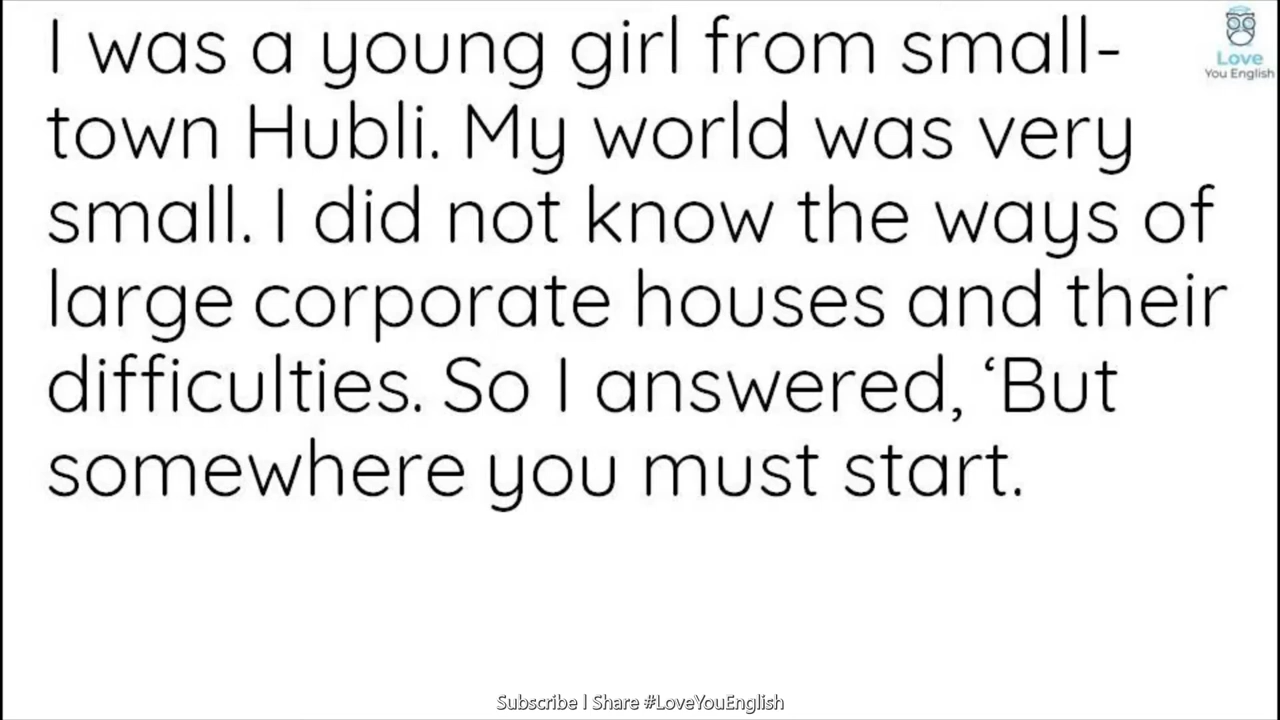 I was a young girl from small-
town Hubli. My world was very
small. I did not know the ways of
large corporate houses and their
difficulties. So I answered, ‘But
somewhere you must start.
Love
You English
Subscribe l Share #LoveYouEnglish